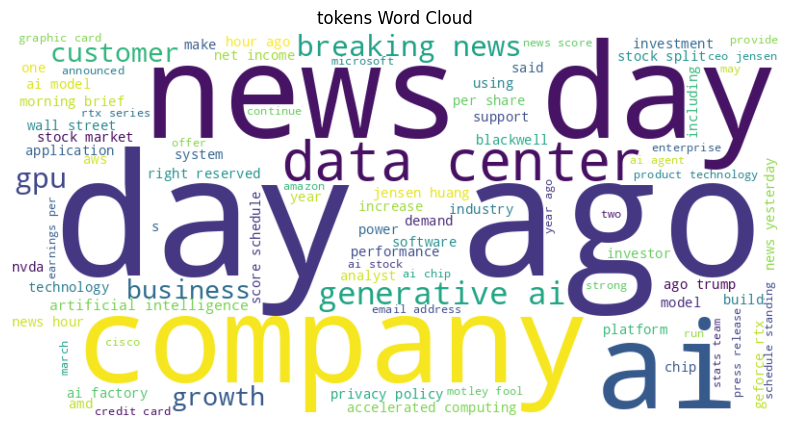 tokens Word Cloud
graphic card
customer
make
hour ago
breaking news
news score
investment
provide
one
announced
net income
microsoft
said
stock split
ceo jensen
ai model
continue
using
may
morning brief
news day
including
rtx series
per share
wall street
support
stock market
offer
blackwell
enterprise
application
aws
system
data center
ai agent
gpu
right reserved
product technology
amazon
jensen huang
year
day ago
increase
industry
two
year ago
news yesterday
s
demand
power
software
earnings per
score schedule
performance
investor
nvda
ai stock
analyst
ai chip
strong
ago trump
technology
business
generative ai
model
build
artificial intelligence
email address
news hour
company
ai
platform
run
schedule standing
cisco
stats team
press release
geforce rtx
march
chip
ai factory
growth
privacy policy
motley fool
amd
credit card
accelerated computing